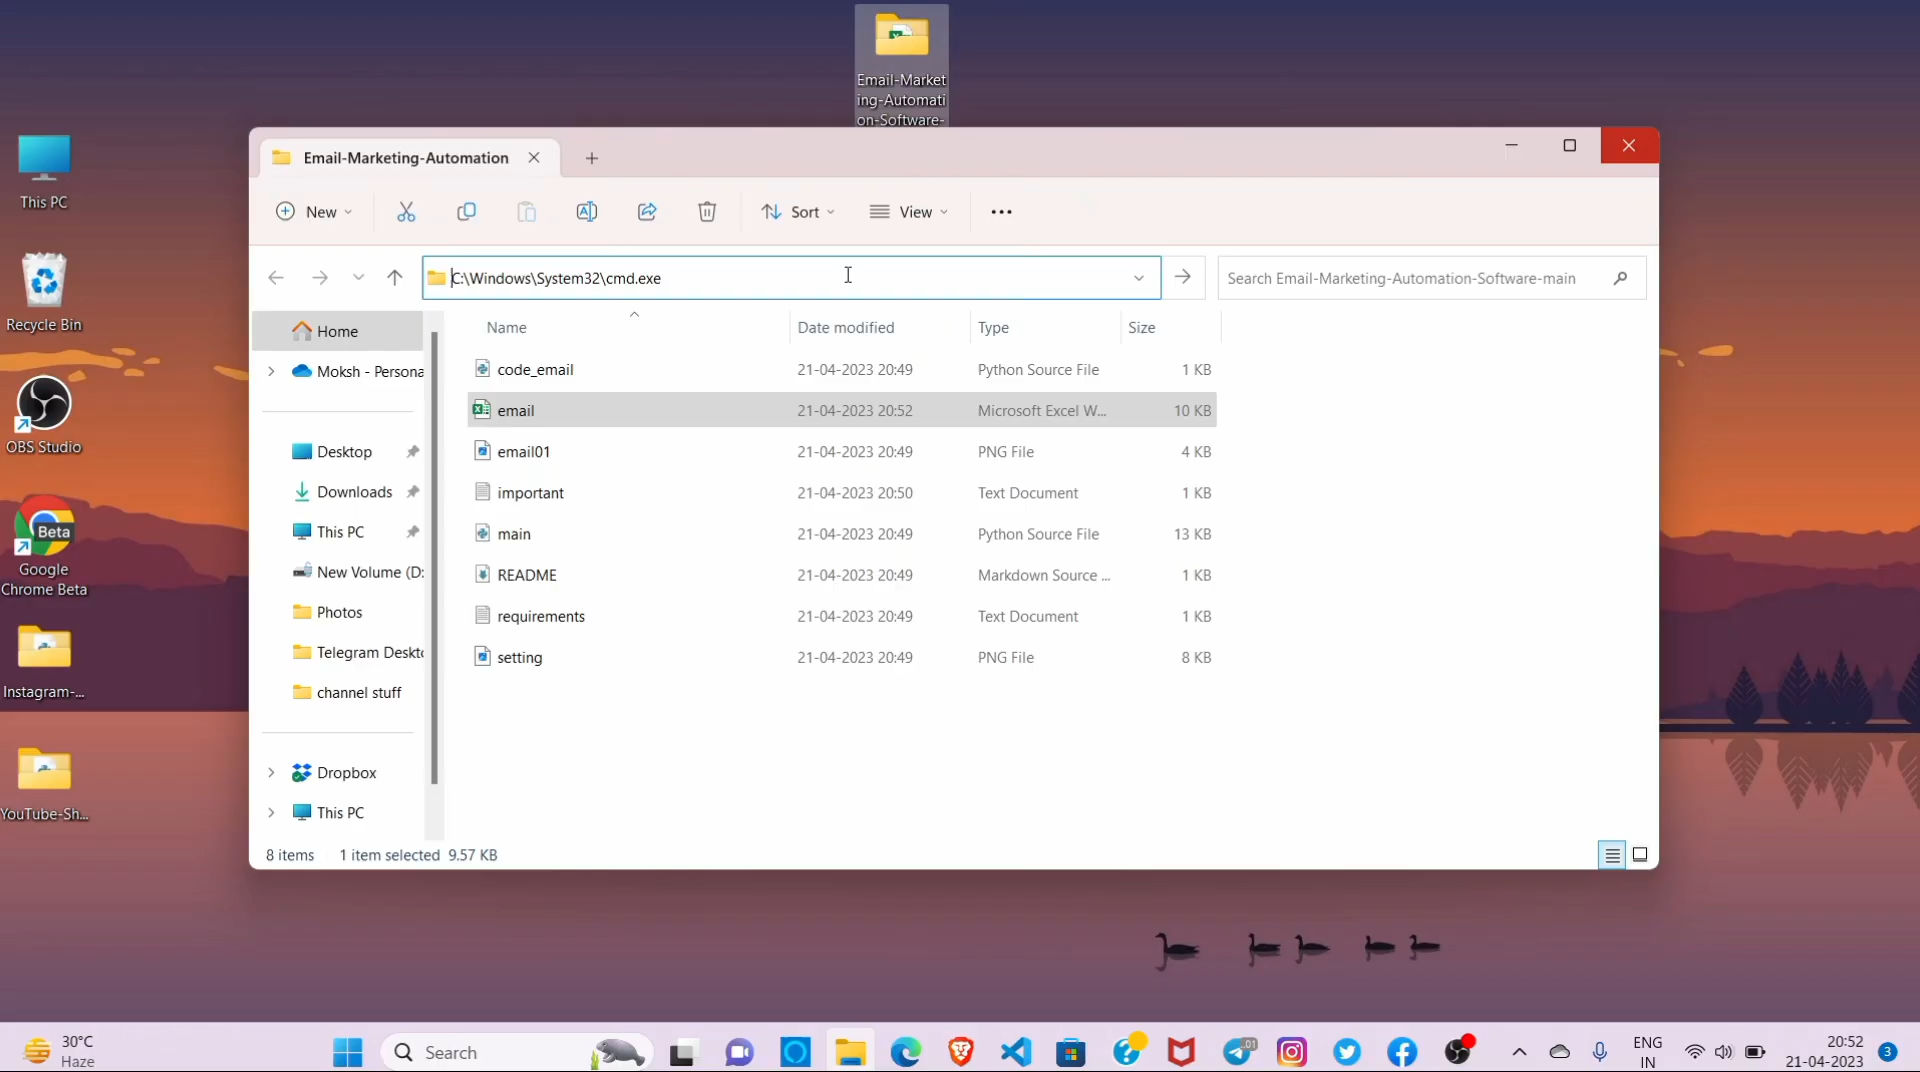 Email-Market
ing-Automati
on-Software-
This PC
Recycle Bin
OBS Studio
Beta
Google
Chrome Beta
Instagram-...
YouTube-Sh...
Email-Marketing-Automation
New
Sort
View
C:\Windows\System32\cmd.exe
Search Email-Marketing-Automation-Software-main
Home
Moksh - Persona
Desktop
Downloads
This PC
New Volume (D:
Photos
Telegram Deskto
channel stuff
Dropbox
This PC
Name Date modified Type Size
code_email 21-04-2023 20:49 Python Source File 1 KB
email 21-04-2023 20:52 Microsoft Excel W... 10 KB
email01 21-04-2023 20:49 PNG File 4 KB
important 21-04-2023 20:50 Text Document 1 KB
main 21-04-2023 20:49 Python Source File 13 KB
README 21-04-2023 20:49 Markdown Source ... 1 KB
requirements 21-04-2023 20:49 Text Document 1 KB
setting 21-04-2023 20:49 PNG File 8 KB
8 items 1 item selected 9.57 KB
30°C
Haze
Search
01
ENG
IN
20:52
21-04-2023
3